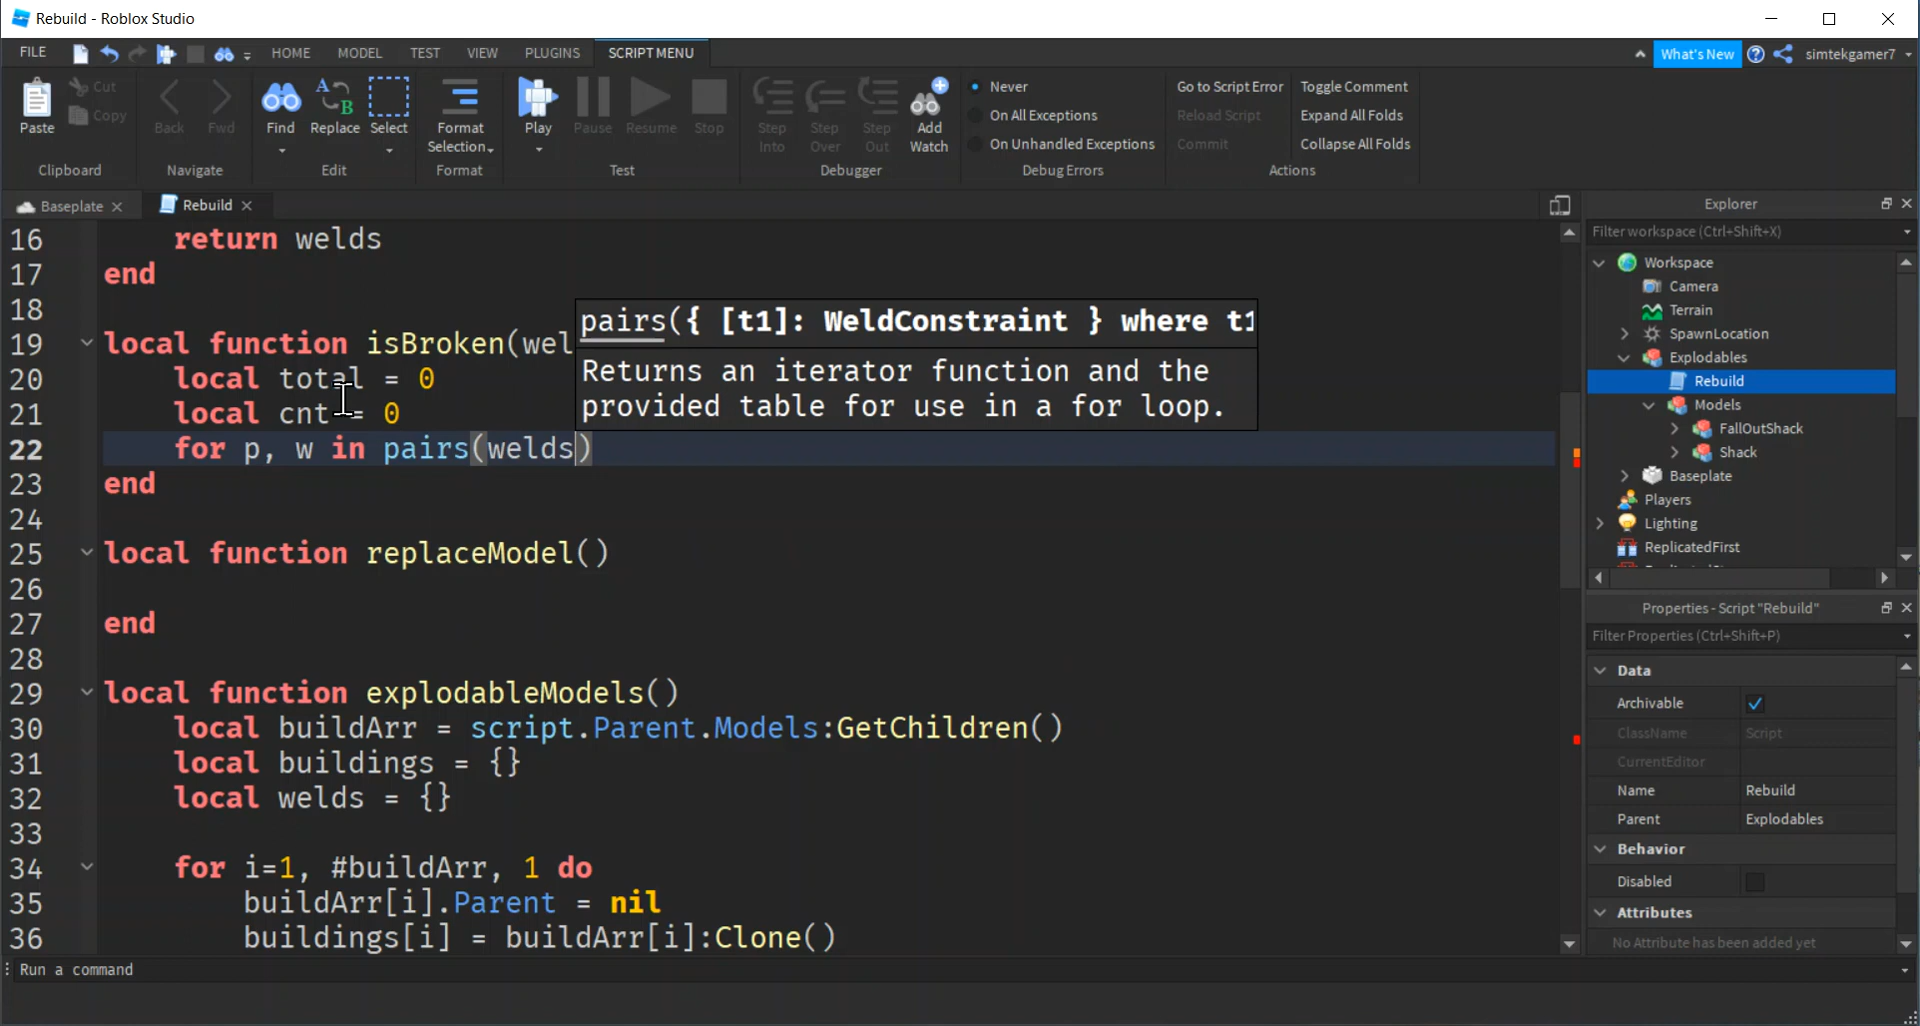 Rebuild - Roblox Studio
FILE HOME MODEL TEST VIEW PLUGINS SCRIPT MENU What's New simtekgamer7
Paste Cut Copy Back Fwd Find Replace Select Format Selection Play Pause Resume Stop Step Into Step Over Step Out Add Watch
Never
On All Exceptions
On Unhandled Exceptions
Go to Script Error Toggle Comment
Reload Script Expand All Folds
Commit Collapse All Folds
Clipboard Navigate Edit Format Test Debugger Debug Errors Actions
Baseplate Rebuild
16 return welds
17 end
18
19 local function isBroken(wel
20 local total = 0
21 local cnt = 0
22 for p, w in pairs(welds)
23 end
24
25 local function replaceModel()
26
27 end
28
29 local function explodableModels()
30 local buildArr = script.Parent.Models:GetChildren()
31 local buildings = {}
32 local welds = {}
33
34 for i=1, #buildArr, 1 do
35 buildArr[i].Parent = nil
36 buildings[i] = buildArr[i]:Clone()
pairs({ [t1]: WeldConstraint } where t1
Returns an iterator function and the
provided table for use in a for loop.
Run a command
Explorer
Filter workspace (Ctrl+Shift+X)
Workspace
Camera
Terrain
SpawnLocation
Explodables
Rebuild
Models
FallOutShack
Shack
Baseplate
Players
Lighting
ReplicatedFirst
Properties - Script "Rebuild"
Filter Properties (Ctrl+Shift+P)
Data
Archivable
ClassName Script
CurrentEditor
Name Rebuild
Parent Explodables
Behavior
Disabled
Attributes
No Attribute has been added yet